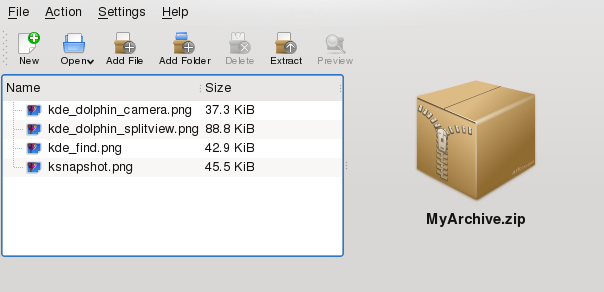 File Action Settings Help
New Open Add File Add Folder Delete Extract Preview
Name Size
kde_dolphin_camera.png 37.3 KiB
kde_dolphin_splitview.png 88.8 KiB
kde_find.png 42.9 KiB
ksnapshot.png 45.5 KiB
MyArchive.zip